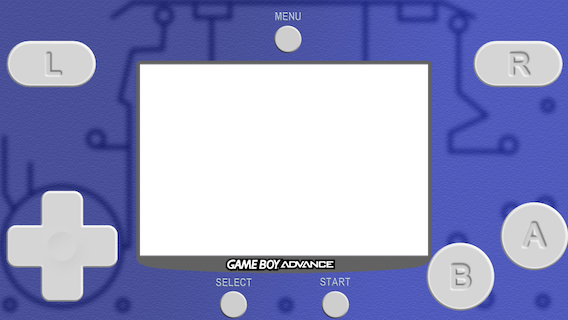 MENU
L
R
GAME BOY ADVANCE
A
B
SELECT
START